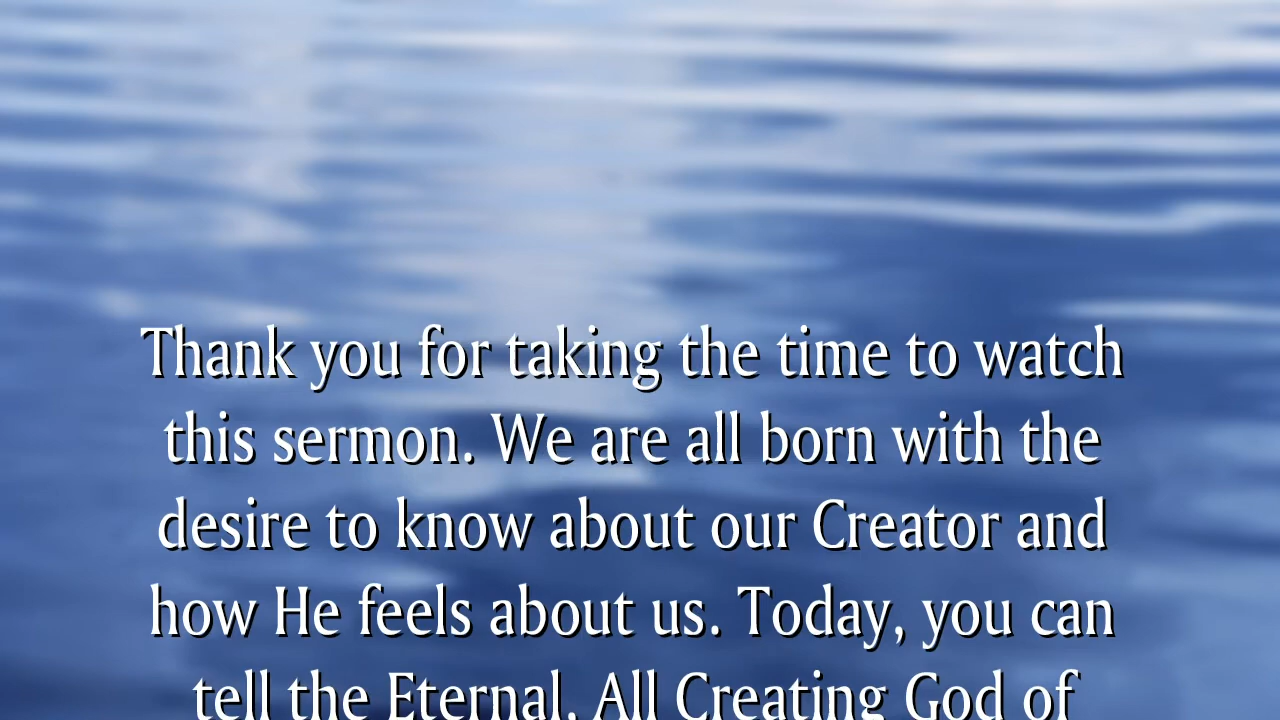 Thank you for taking the time to watch
this sermon. We are all born with the
desire to know about our Creator and
how He feels about us. Today, you can
tell the Eternal, All Creating God of